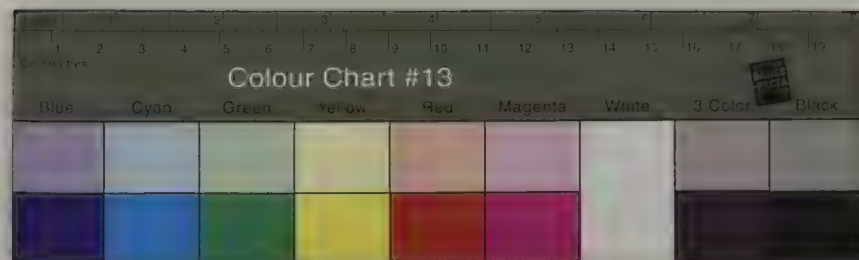 1 2 3 4 5 6 7 8
1 2 3 4 5 6 7 8 9 10 11 12 13 14 15 16 17 18 19
Centimetres
Colour Chart #13
Blue Cyan Green Yellow Red Magenta White 3 Color Black